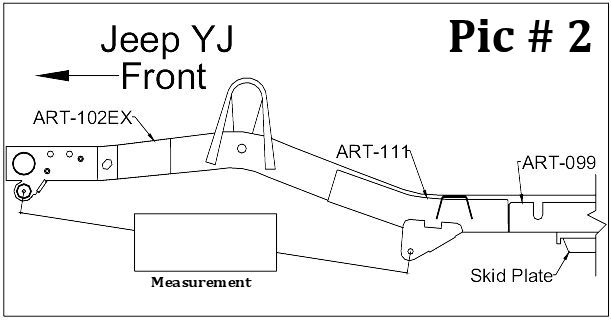 Jeep YJ
Pic # 2
Front
ART-102EX
ART-111
ART-099
Skid Plate
Measurement